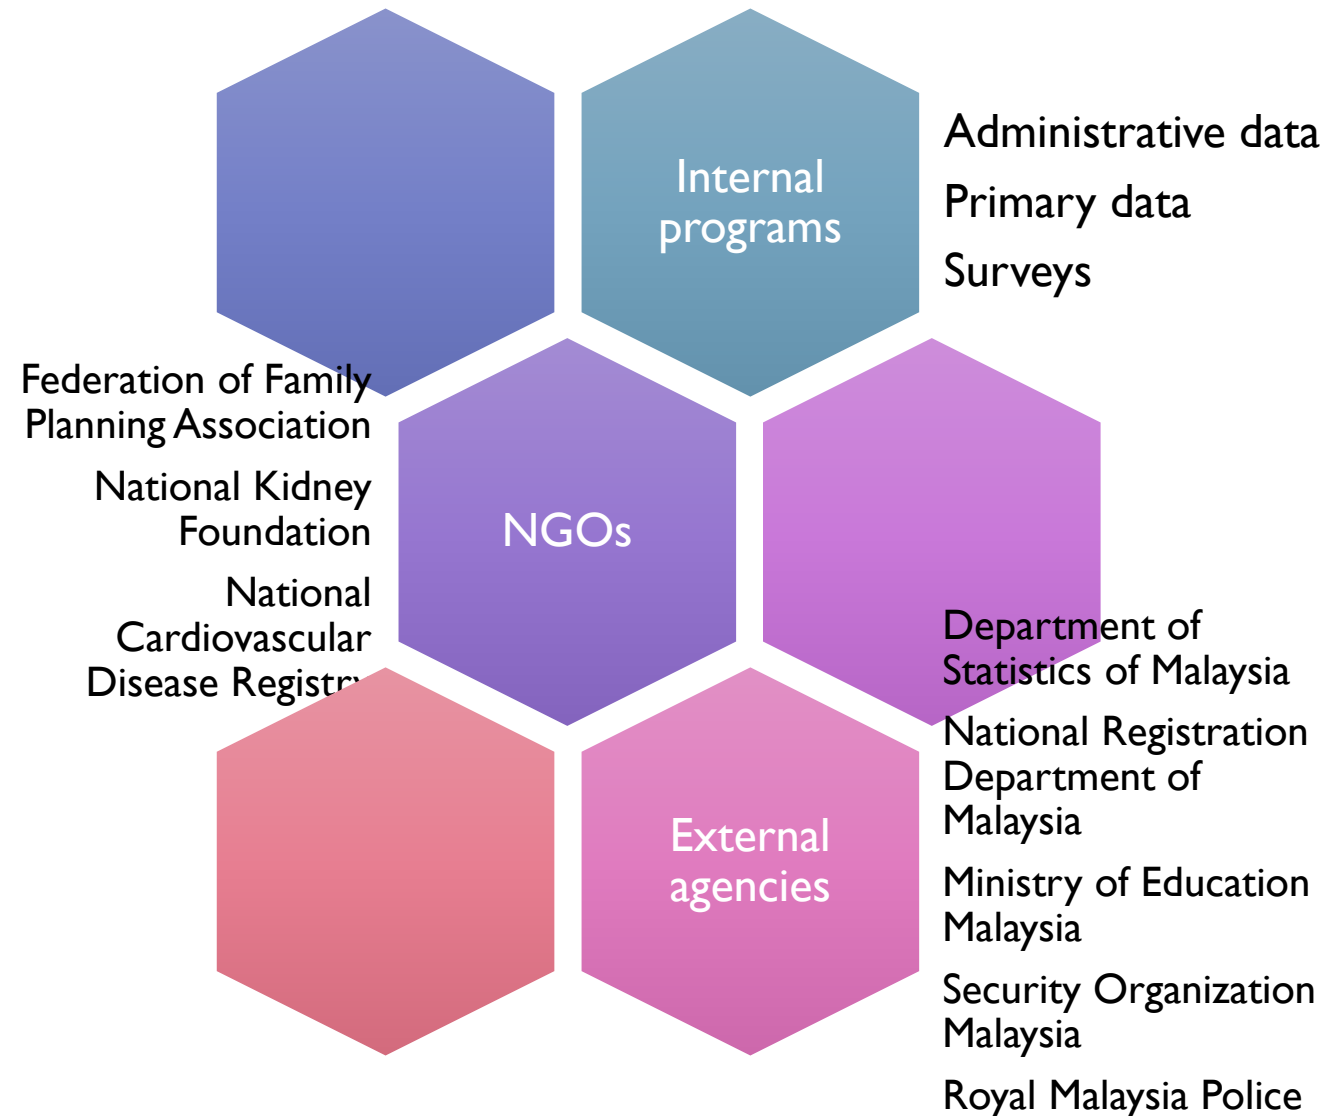 Internal
programs
Administrative data
Primary data
Surveys
Federation of Family
Planning Association
National Kidney
Foundation
National
Cardiovascular
Disease Registry
NGOs
External
agencies
Department of
Statistics of Malaysia
National Registration
Department of
Malaysia
Ministry of Education
Malaysia
Security Organization
Malaysia
Royal Malaysia Police